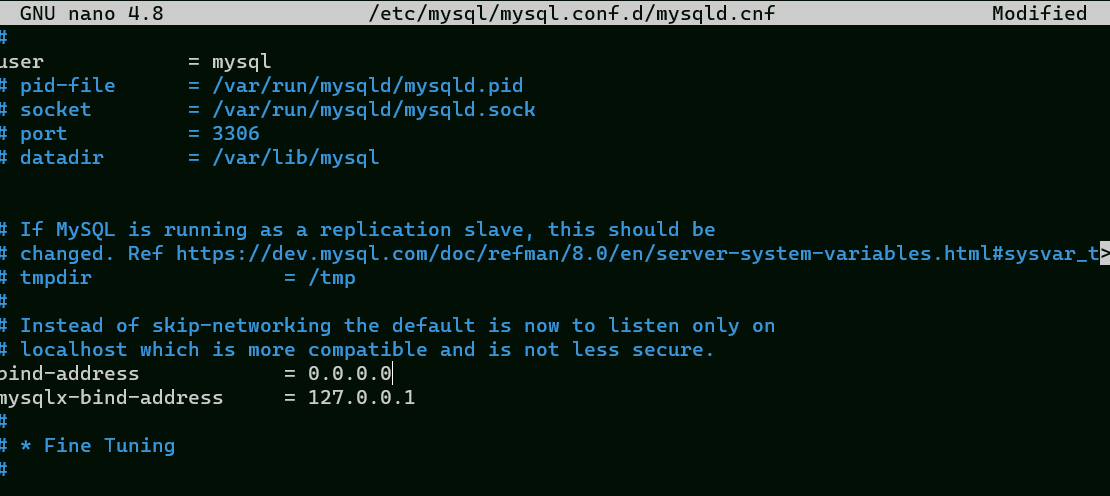 GNU nano 4.8 /etc/mysql/mysql.conf.d/mysqld.cnf Modified
#
user = mysql
# pid-file = /var/run/mysqld/mysqld.pid
# socket = /var/run/mysqld/mysqld.sock
# port = 3306
# datadir = /var/lib/mysql
# If MySQL is running as a replication slave, this should be
# changed. Ref https://dev.mysql.com/doc/refman/8.0/en/server-system-variables.html#sysvar_t>
# tmpdir = /tmp
#
# Instead of skip-networking the default is now to listen only on
# localhost which is more compatible and is not less secure.
bind-address = 0.0.0.0
mysqlx-bind-address = 127.0.0.1
#
# * Fine Tuning
#